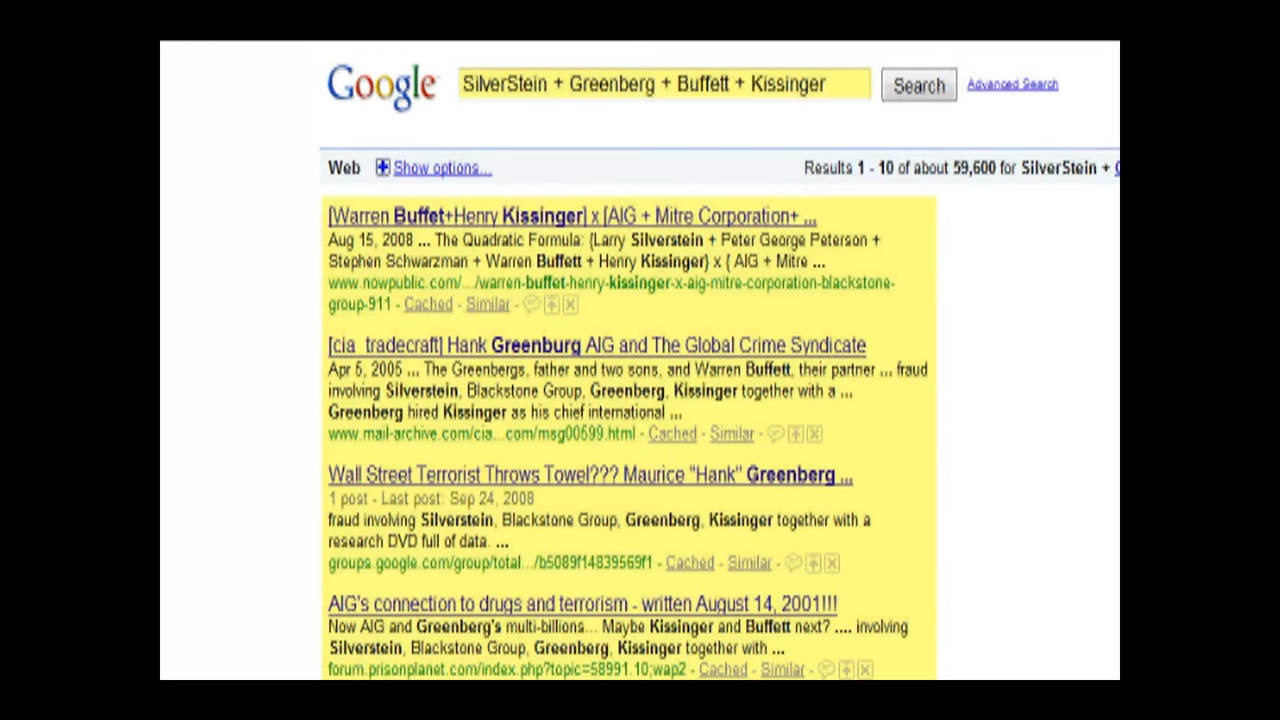 Google SilverStein + Greenberg + Buffett + Kissinger Search Advanced Search
Web Show options... Results 1 - 10 of about 59,600 for SilverStein +
[Warren Buffet+Henry Kissinger] x [AIG + Mitre Corporation+ ...
Aug 15, 2008 ... The Quadratic Formula: {Larry Silverstein + Peter George Peterson +
Stephen Schwarzman + Warren Buffett + Henry Kissinger} x { AIG + Mitre ...
www.nowpublic.com/.../warren-buffet-henry-kissinger-x-aig-mitre-corporation-blackstone-
group-911 - Cached - Similar -
[cia_tradecraft] Hank Greenburg AIG and The Global Crime Syndicate
Apr 5, 2005 ... The Greenbergs, father and two sons, and Warren Buffett, their partner ... fraud
involving Silverstein, Blackstone Group, Greenberg, Kissinger together with a ...
Greenberg hired Kissinger as his chief international ...
www.mail-archive.com/cia...com/msg00599.html - Cached - Similar -
Wall Street Terrorist Throws Towel??? Maurice "Hank" Greenberg ...
1 post - Last post: Sep 24, 2008
fraud involving Silverstein, Blackstone Group, Greenberg, Kissinger together with a
research DVD full of data. ...
groups.google.com/group/total.../b5089f14839569f1 - Cached - Similar -
AIG's connection to drugs and terrorism - written August 14, 2001!!!
Now AIG and Greenberg's multi-billions... Maybe Kissinger and Buffett next? .... involving
Silverstein, Blackstone Group, Greenberg, Kissinger together with ...
forum.prisonplanet.com/index.php?topic=58991.10;wap2 - Cached - Similar -